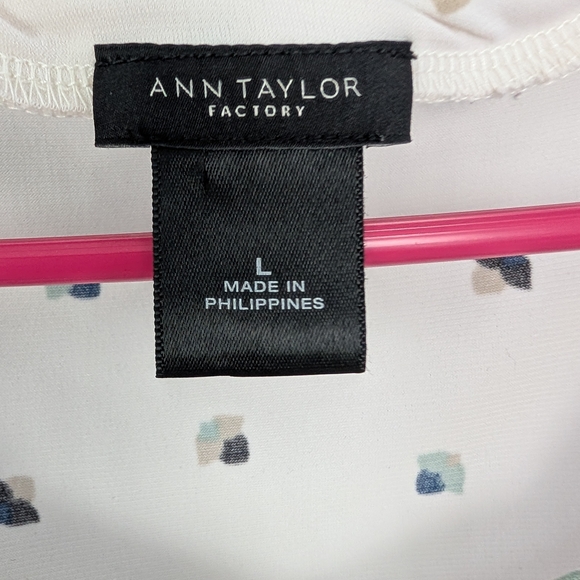 ANN TAYLOR
FACTORY
L
MADE IN
PHILIPPINES